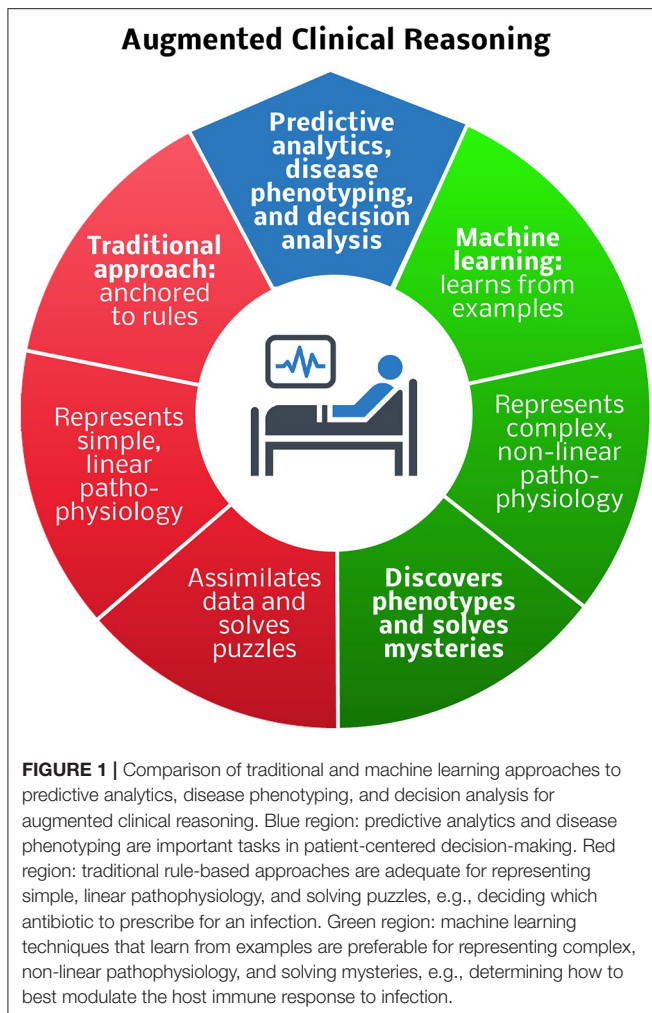 Augmented Clinical Reasoning
Predictive
analytics,
disease
phenotyping,
and decision
analysis
Traditional
approach:
anchored
to rules
Machine
learning:
learns from
examples
Represents
simple,
linear
patho-
physiology
Represents
complex,
non-linear
patho-
physiology
Assimilates
data and
solves
puzzles
Discovers
phenotypes
and solves
mysteries
FIGURE 1 | Comparison of traditional and machine learning approaches to
predictive analytics, disease phenotyping, and decision analysis for
augmented clinical reasoning. Blue region: predictive analytics and disease
phenotyping are important tasks in patient-centered decision-making. Red
region: traditional rule-based approaches are adequate for representing
simple, linear pathophysiology, and solving puzzles, e.g., deciding which
antibiotic to prescribe for an infection. Green region: machine learning
techniques that learn from examples are preferable for representing complex,
non-linear pathophysiology, and solving mysteries, e.g., determining how to
best modulate the host immune response to infection.